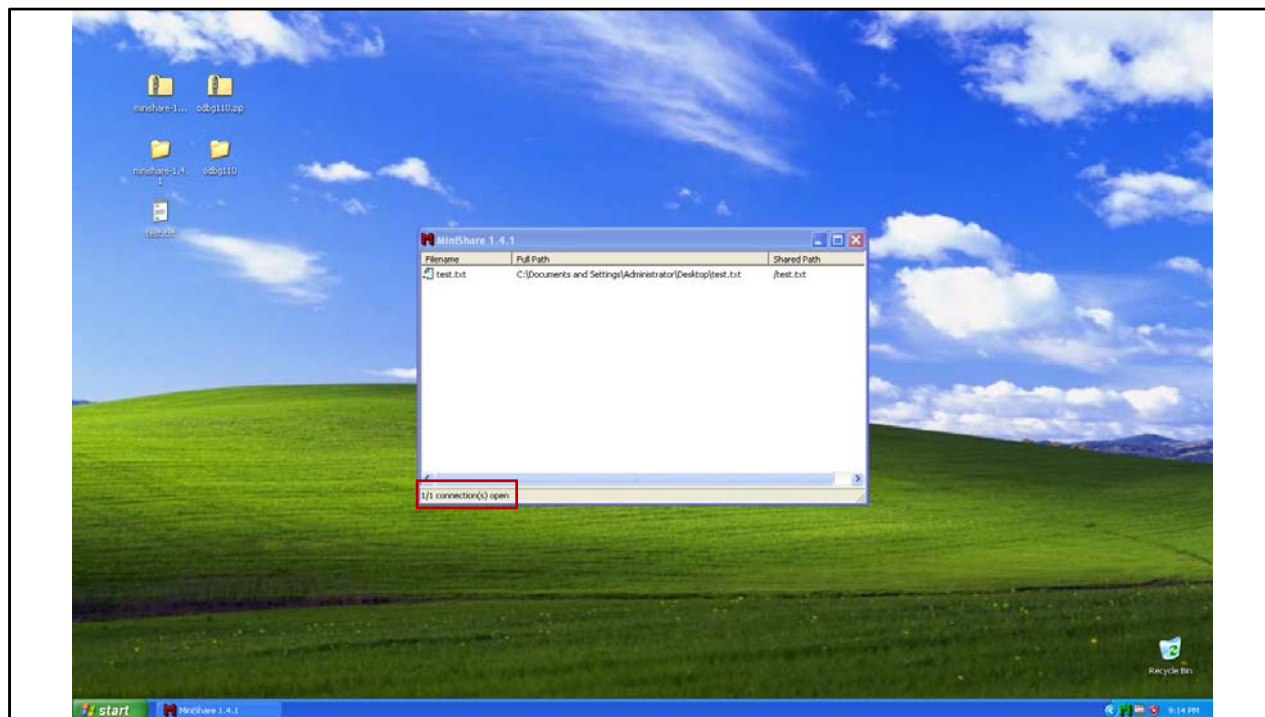 minishare-1... odbg110.zip
minishare-1.4.
1
odbg110
test.txt
MiniShare 1.4.1
Filename Full Path Shared Path
test.txt C:\Documents and Settings\Administrator\Desktop\test.txt /test.txt
1/1 connection(s) open
Recycle Bin
start MiniShare 1.4.1 9:14 PM